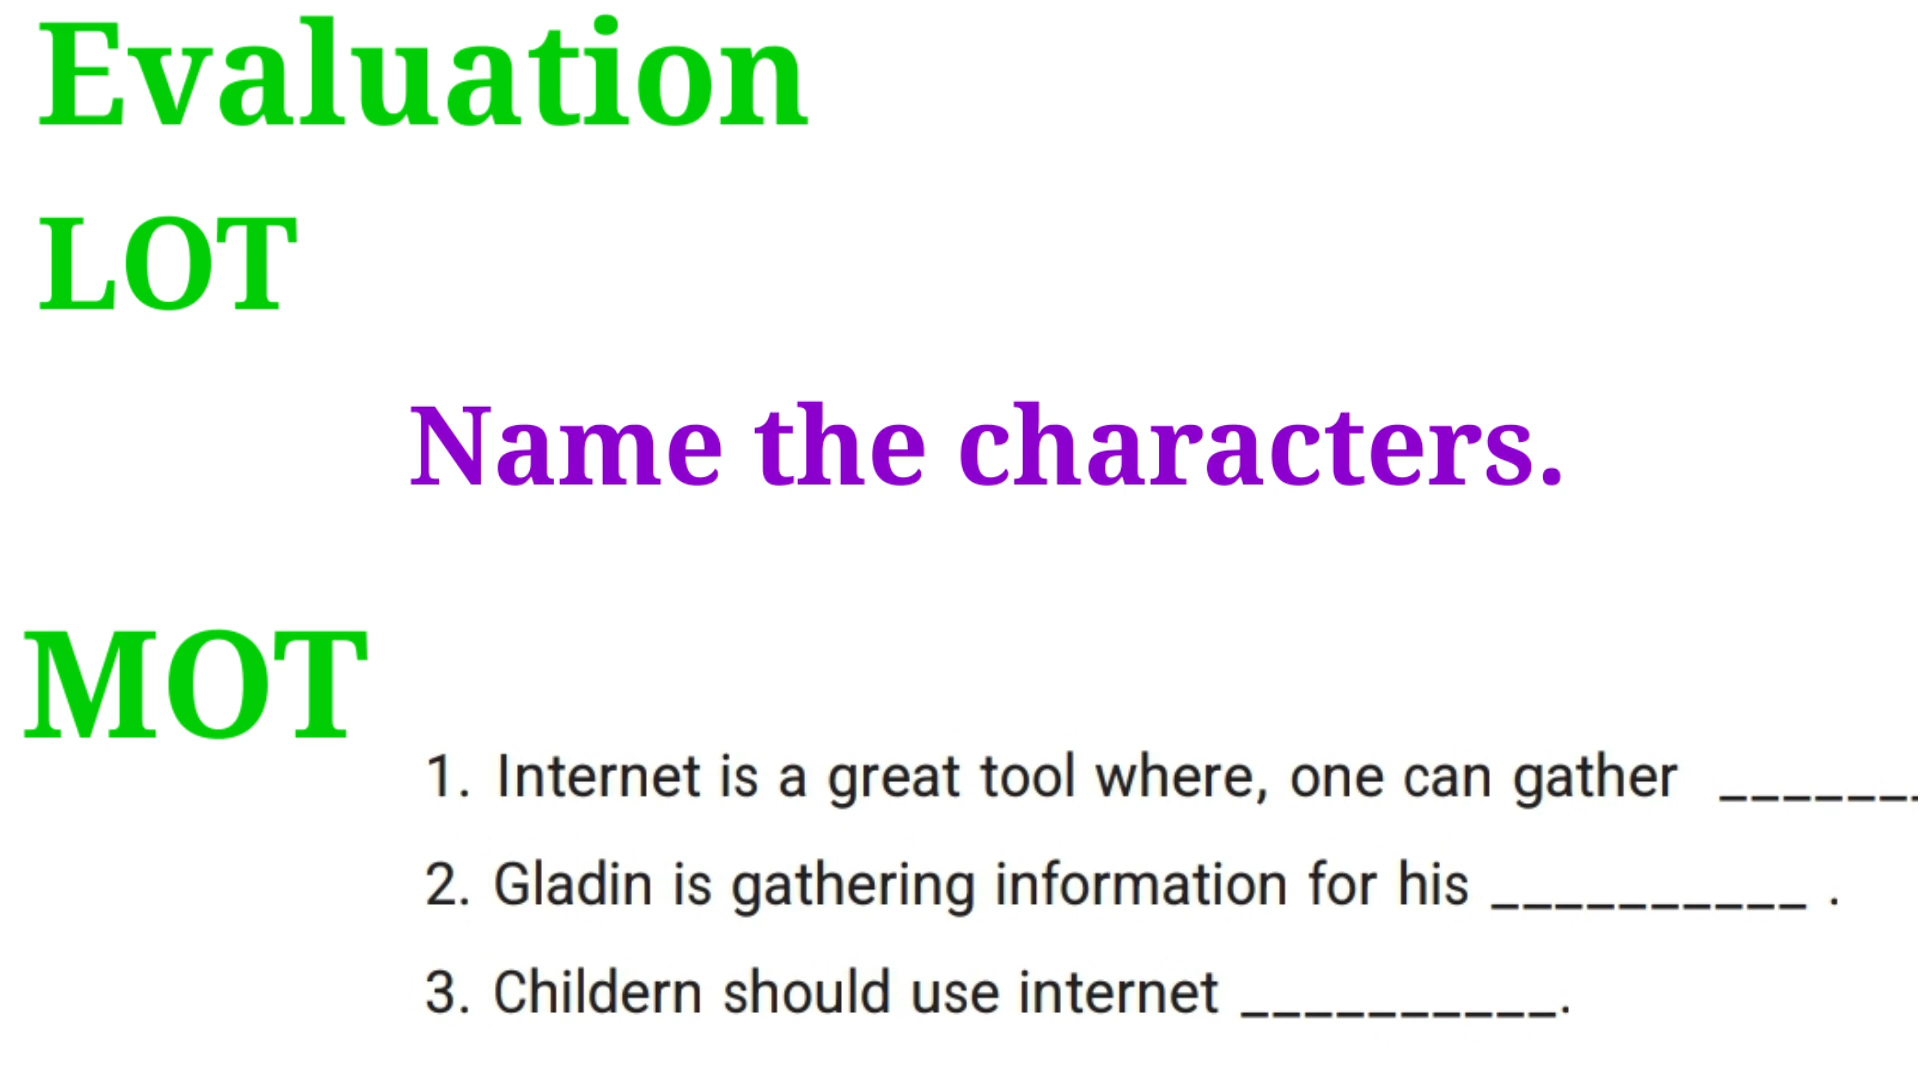 Evaluation
LOT
Name the characters.
MOT
1. Internet is a great tool where, one can gather _______
2. Gladin is gathering information for his __________ .
3. Childern should use internet __________.